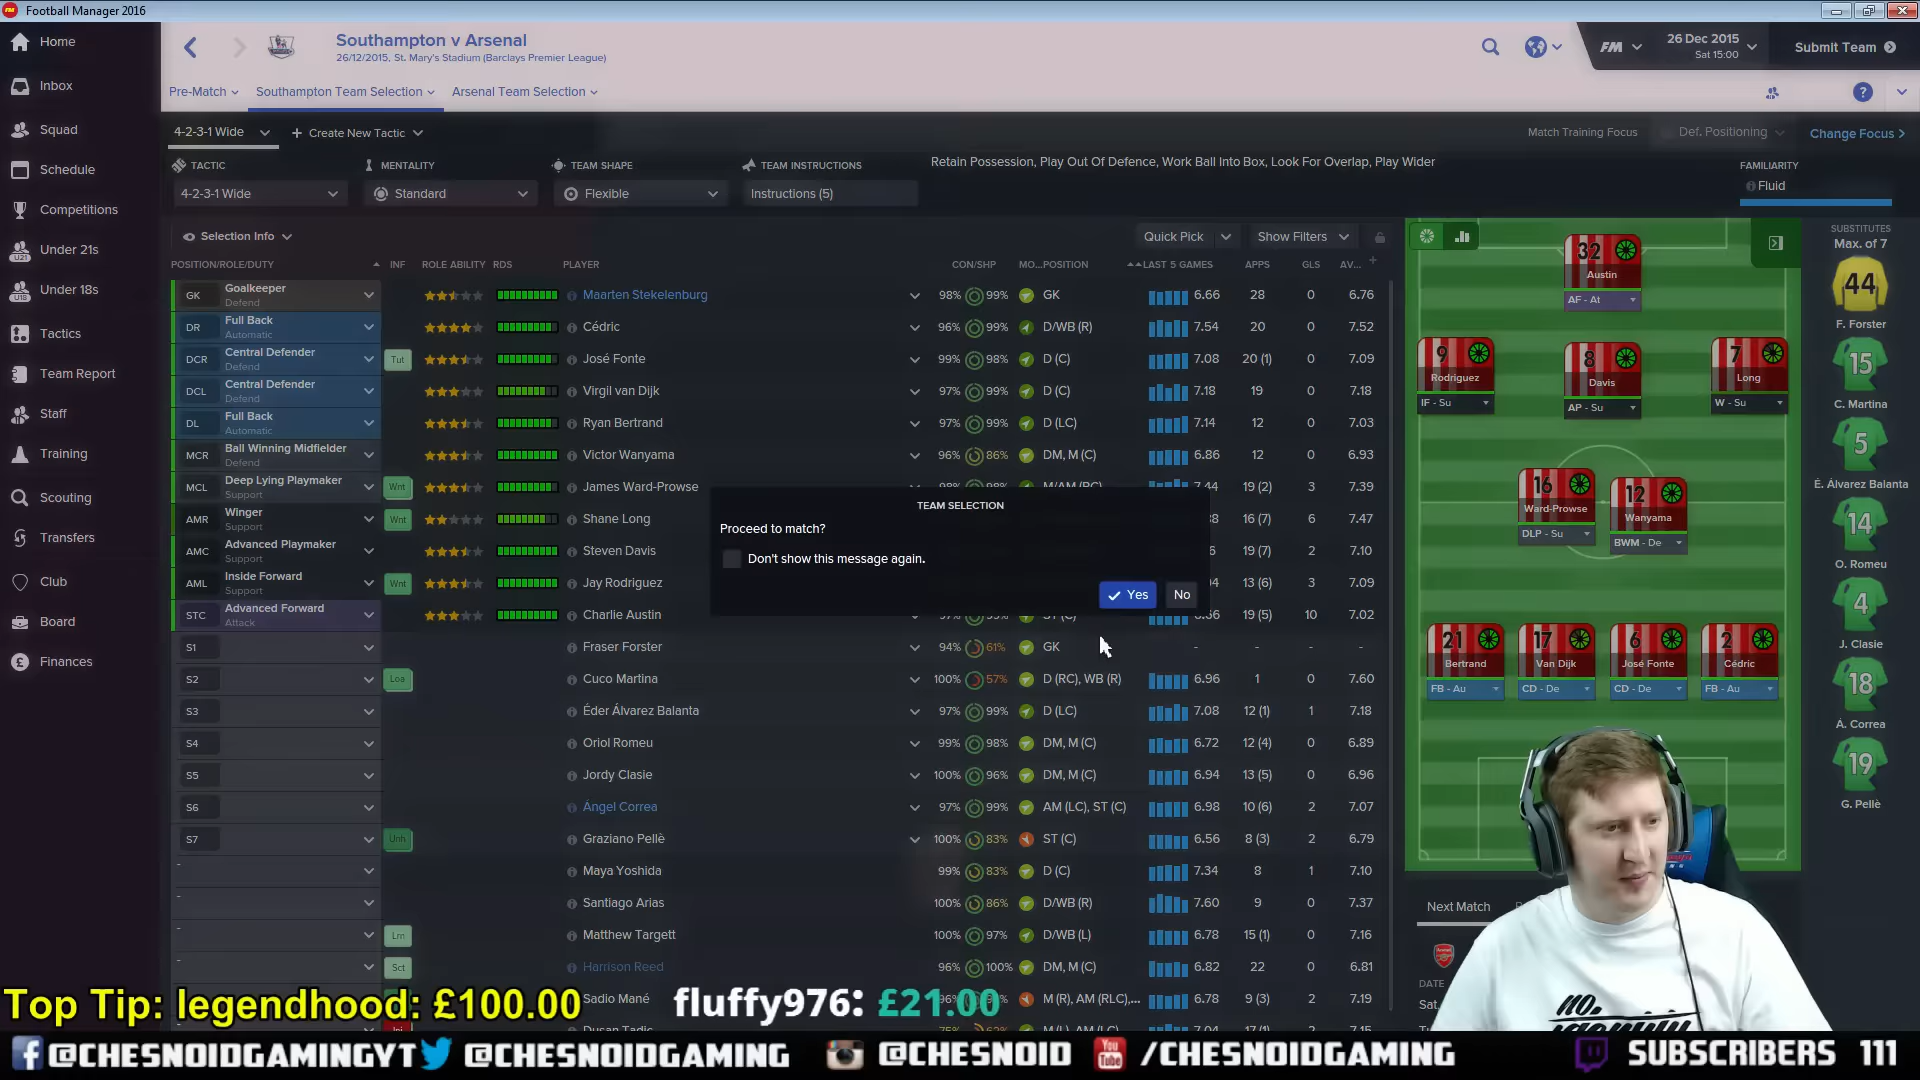 Football Manager 2016
Home
Inbox
Squad
Schedule
Competitions
Under 21s
Under 18s
Tactics
Team Report
Staff
Training
Scouting
Transfers
Club
Board
Finances
Southampton v Arsenal
26/12/2015, St. Mary's Stadium (Barclays Premier League)
FM
26 Dec 2015
Sat 15:00
Submit Team
Pre-Match
Southampton Team Selection
Arsenal Team Selection
4-2-3-1 Wide
+ Create New Tactic
Match Training Focus
Def. Positioning
Change Focus >
TACTIC
MENTALITY
TEAM SHAPE
TEAM INSTRUCTIONS
Retain Possession, Play Out Of Defence, Work Ball Into Box, Look For Overlap, Play Wider
4-2-3-1 Wide
Standard
Flexible
Instructions (5)
FAMILIARITY
Fluid
Selection Info
Quick Pick
Show Filters
POSITION/ROLE/DUTY INF ROLE ABILITY RDS PLAYER CON/SHP MO... POSITION LAST 5 GAMES APPS GLS AV...
GK Goalkeeper Defend Maarten Stekelenburg 98% 99% GK 6.66 28 0 6.76
DR Full Back Automatic Cédric 96% 99% D/WB (R) 7.54 20 0 7.52
DCR Central Defender Defend Tut José Fonte 99% 98% D (C) 7.08 20 (1) 0 7.09
DCL Central Defender Defend Virgil van Dijk 97% 99% D (C) 7.18 19 0 7.18
DL Full Back Automatic Ryan Bertrand 97% 99% D (LC) 7.14 12 0 7.03
MCR Ball Winning Midfielder Defend Victor Wanyama 96% 86% DM, M (C) 6.86 12 0 6.93
MCL Deep Lying Playmaker Support Wnt James Ward-Prowse 19 (2) 3 7.39
AMR Winger Support Wnt Shane Long 16 (7) 6 7.47
AMC Advanced Playmaker Support Steven Davis 19 (7) 2 7.10
AML Inside Forward Support Wnt Jay Rodriguez 13 (6) 3 7.09
STC Advanced Forward Attack Charlie Austin 19 (5) 10 7.02
TEAM SELECTION
Proceed to match?
Don't show this message again.
Yes
No
S1 Fraser Forster 94% 61% GK - - - -
S2 Loa Cuco Martina 100% 57% D (RC), WB (R) 6.96 1 0 7.60
S3 Éder Álvarez Balanta 97% 99% D (LC) 7.08 12 (1) 1 7.18
S4 Oriol Romeu 99% 98% DM, M (C) 6.72 12 (4) 0 6.89
S5 Jordy Clasie 100% 96% DM, M (C) 6.94 13 (5) 0 6.96
S6 Ángel Correa 97% 99% AM (LC), ST (C) 6.98 10 (6) 2 7.07
S7 Unh Graziano Pellè 100% 83% ST (C) 6.56 8 (3) 2 6.79
- Maya Yoshida 99% 83% D (C) 7.34 8 1 7.10
- Santiago Arias 100% 86% D/WB (R) 7.60 9 0 7.37
- Lrn Matthew Targett 100% 97% D/WB (L) 6.78 15 (1) 0 7.16
- Sct Harrison Reed 96% 100% DM, M (C) 6.82 22 0 6.81
Sadio Mané M (R), AM (RLC),... 6.78 9 (3) 2 7.19
32
Austin
AF - At
9
Rodriguez
IF - Su
8
Davis
AP - Su
7
Long
W - Su
16
Ward-Prowse
DLP - Su
12
Wanyama
BWM - De
21
Bertrand
FB - Au
17
Van Dijk
CD - De
6
José Fonte
CD - De
2
Cédric
FB - Au
SUBSTITUTES
Max. of 7
44
F. Forster
15
C. Martina
5
É. Álvarez Balanta
14
O. Romeu
4
J. Clasie
18
Á. Correa
19
G. Pellè
Next Match
DATE
Top Tip: legendhood: £100.00
fluffy976: £21.00
@CHESNOIDGAMINGYT
@CHESNOIDGAMING
@CHESNOID
You Tube
/CHESNOIDGAMING
SUBSCRIBERS 111